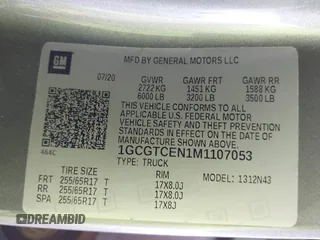 GM
MFD BY GENERAL MOTORS LLC
07/20 GVWR GAWR FRT GAWR RR
2722 KG 1451 KG 1588 KG
6000 LB 3200 LB 3500 LB
THIS VEHICLE CONFORMS TO ALL
APPLICABLE U.S. FEDERAL MOTOR
VEHICLE SAFETY AND THEFT
PREVENTION STANDARDS IN EFFECT
ON THE DATE OF MANUFACTURE
SHOWN ABOVE.
464C 1GCGTCEN1M1107053
TYPE: TRUCK
TIRE SIZE RIM MODEL: 1312N43
FRT 255/65R17 T 17X8.0J
RR 255/65R17 T 17X8.0J
SPA 255/65R17 T 17X8J
DREAMBID